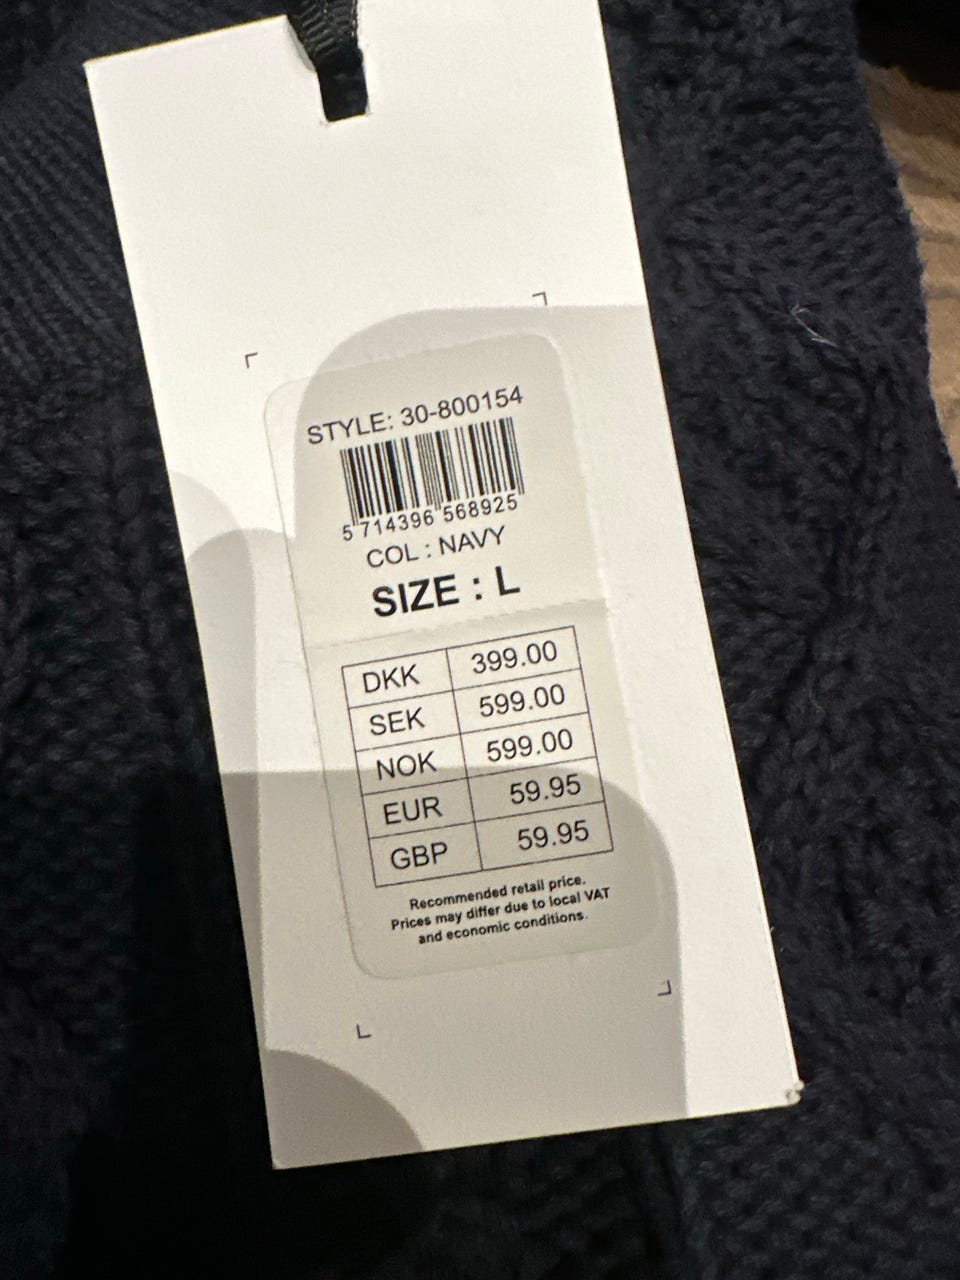 STYLE: 30-800154
5 714396 568925
COL : NAVY
SIZE : L
DKK 399.00
SEK 599.00
NOK 599.00
EUR 59.95
GBP 59.95
Recommended retail price.
Prices may differ due to local VAT
and economic conditions.